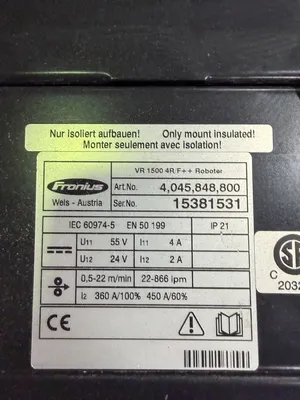 Nur isoliert aufbauen! Only mount insulated!
Monter seulement avec isolation!
VR 1500 4R/F++ Roboter
Fronius
Wels - Austria
Art.No. 4,045,848,800
Ser.No. 15381531
IEC 60974-5 EN 50 199 IP 21
U11 55 V I11 4 A
U12 24 V I12 2 A
0,5-22 m/min 22-866 ipm
I2 360 A/100% 450 A/60%
CE
SA
C
2032